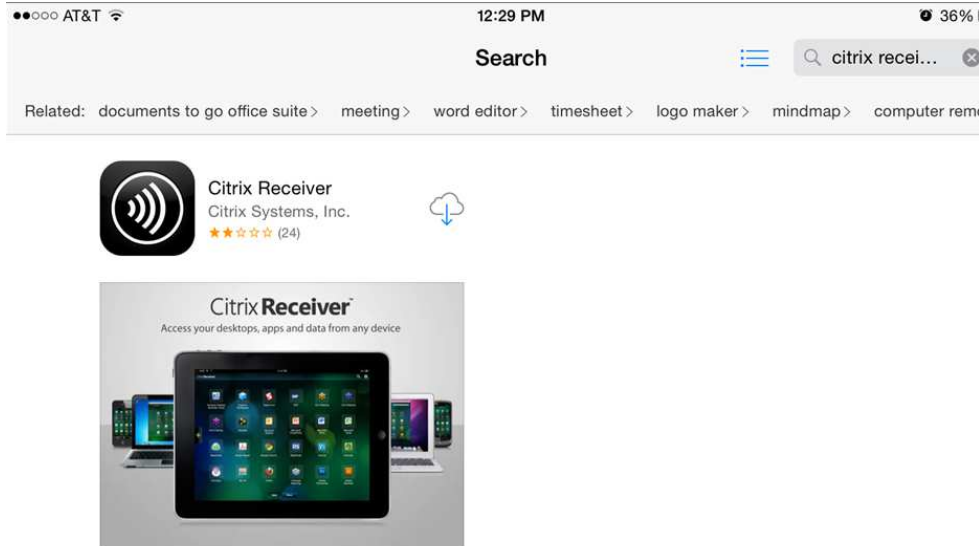 AT&T 12:29 PM 36%
Search citrix recei...
Related: documents to go office suite > meeting > word editor > timesheet > logo maker > mindmap > computer rem
Citrix Receiver
Citrix Systems, Inc.
(24)
Citrix Receiver
Access your desktops, apps and data from any device